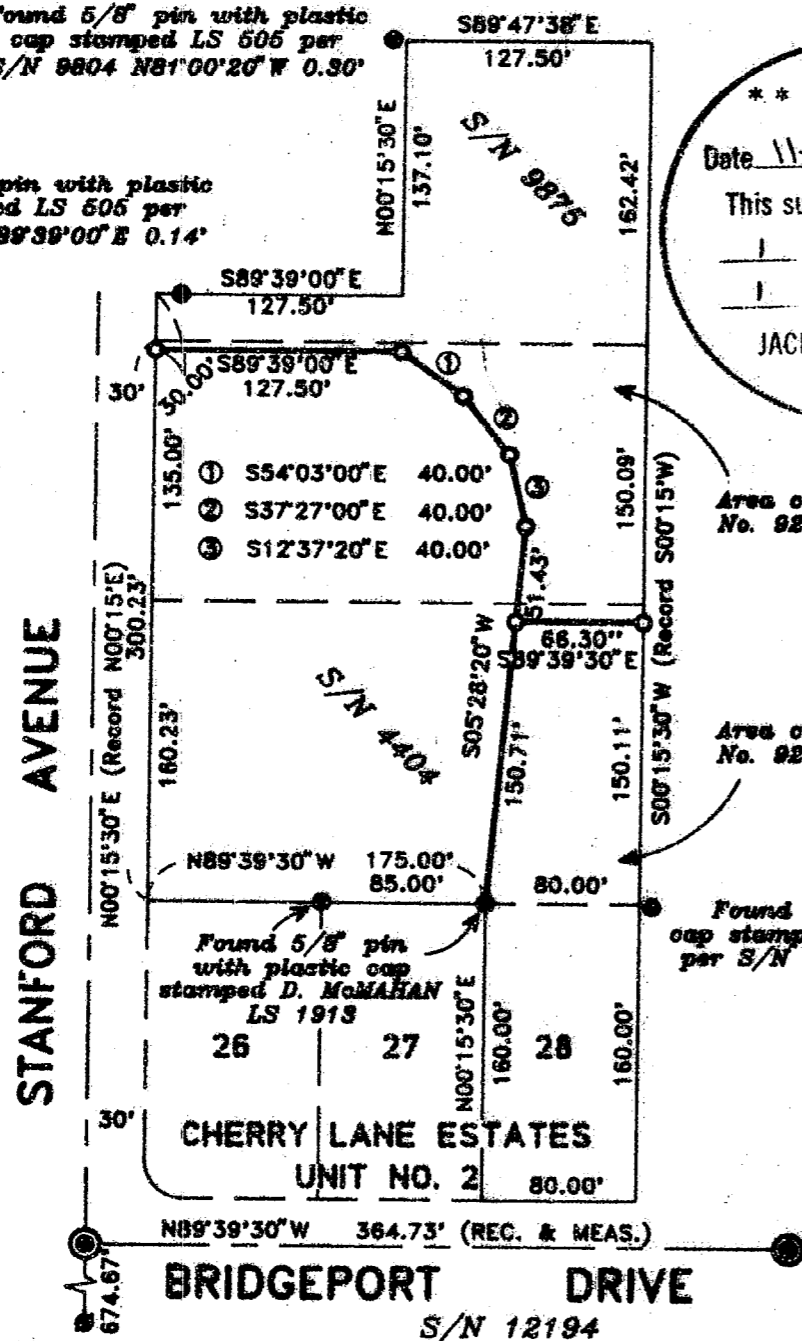 Found 5/8" pin with plastic
cap stamped LS 505 per
S/N 9804 N81°00'20"W 0.30'
pin with plastic
LS 505 per
89°39'00"E 0.14'
S89°47'38"E
127.50'
N00°15'30"E
137.10'
S/N 9875
162.42'
* *
Date 11-
This su
1
1
JACK
S89°39'00"E
127.50'
S89°39'00"E
127.50'
30'
30.00'
135.00'
① S54°03'00"E 40.00'
② S37°27'00"E 40.00'
③ S12°37'20"E 40.00'
①
②
③
150.09'
Area o
No. 92
51.43'
66.30''
S89°39'30"E
S00°15'30"W (Record S00°15'W)
S05°28'20"W
150.71'
S/N 4404
STANFORD AVENUE
N00°15'30"E (Record N00°15'E)
300.23'
160.23'
150.11'
Area o
No. 92
N89°39'30"W 175.00'
85.00'
80.00'
Found 5/8" pin
with plastic cap
stamped D. McMAHAN
LS 1913
Found
cap stamp
per S/N
26
27
28
N00°15'30"E
160.00'
160.00'
30'
CHERRY LANE ESTATES
UNIT NO. 2
80.00'
N89°39'30"W 364.73' (REC. & MEAS.)
BRIDGEPORT DRIVE
674.67'
S/N 12194